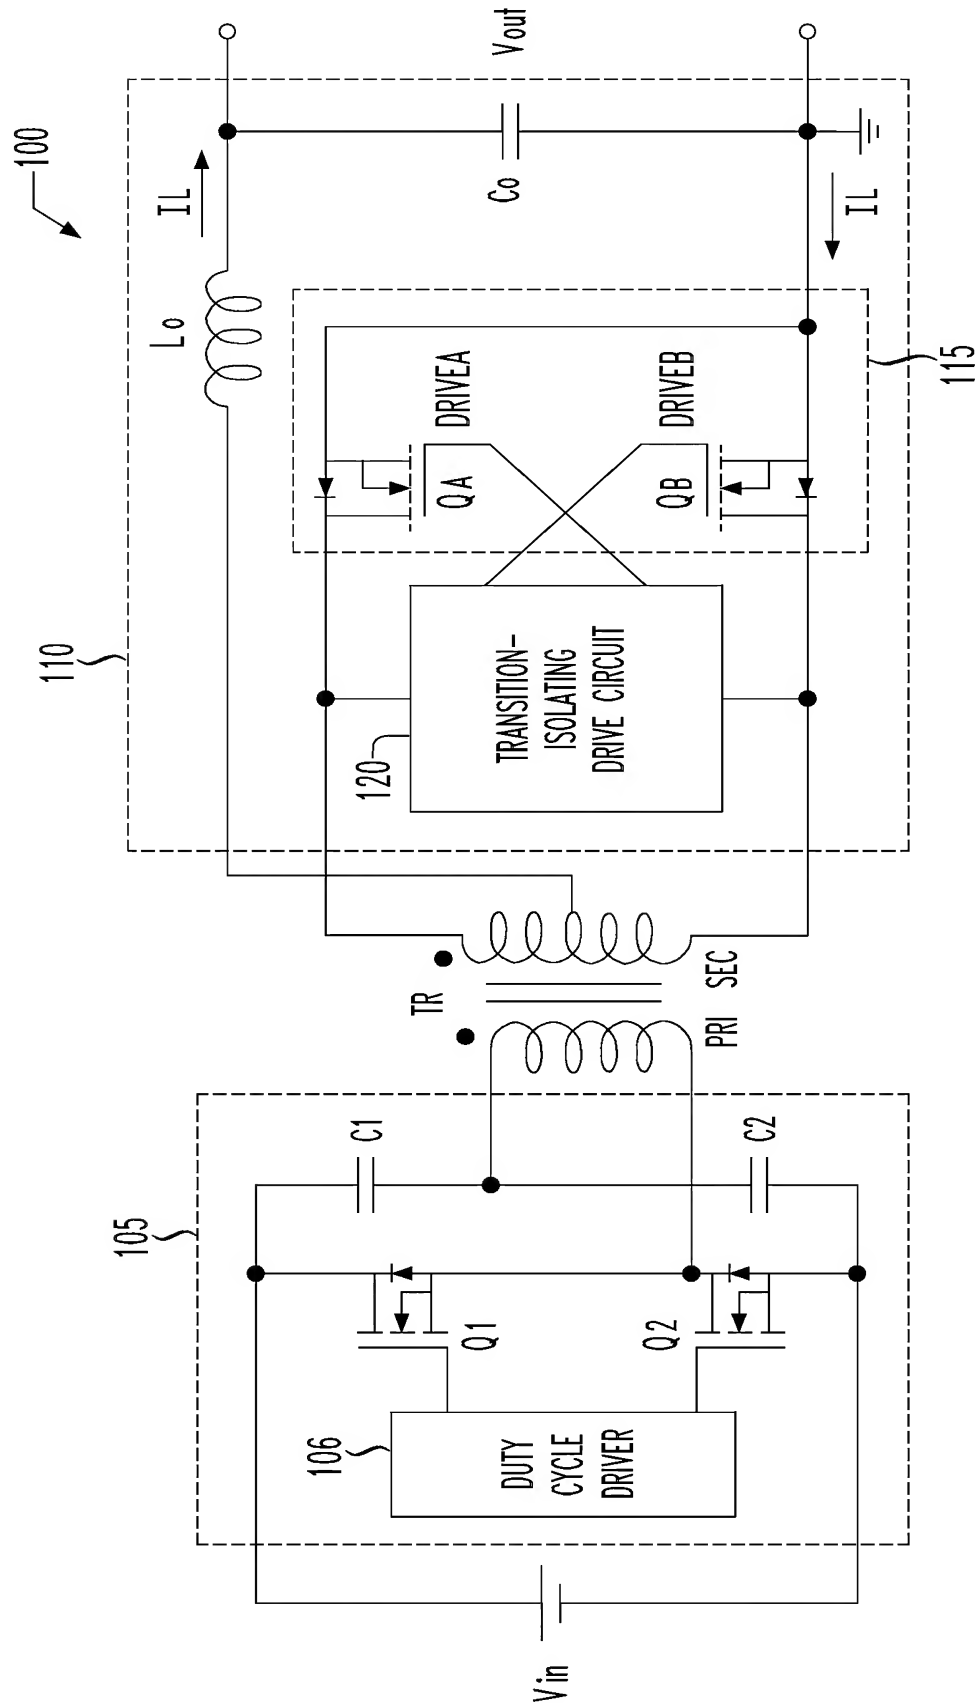 100
110
Vout
IL
Lo
Co
IL
DRIVEA
QA
DRIVEB
QB
115
120
TRANSITION-
ISOLATING
DRIVE CIRCUIT
TR
PRI
SEC
105
C1
C2
Q1
Q2
106
DUTY
CYCLE
DRIVER
Vin